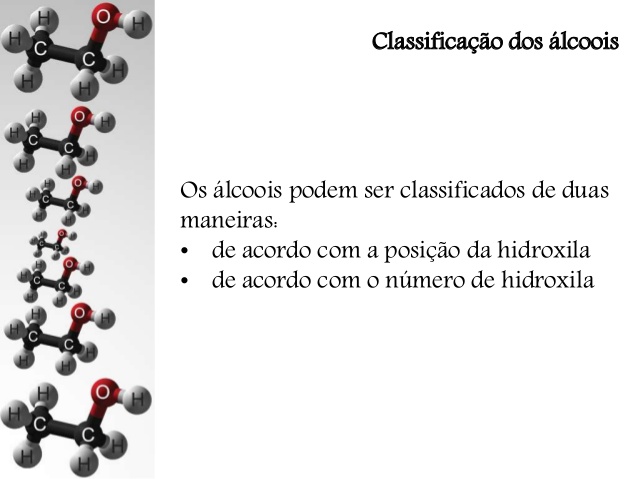 Classificação dos álcoois
Os álcoois podem ser classificados de duas
maneiras:
• de acordo com a posição da hidroxila
• de acordo com o número de hidroxila
H
O
H
H
C
C
H
H
H
H
O
H
H
C
C
H
H
H
H
O
H
H
C
C
H
H
H
H
O
H
H
C
C
H
H
H
H
O
H
H
C
C
H
H
H
H
O
H
H
C
C
H
H
H
H
O
H
H
C
C
H
H
H